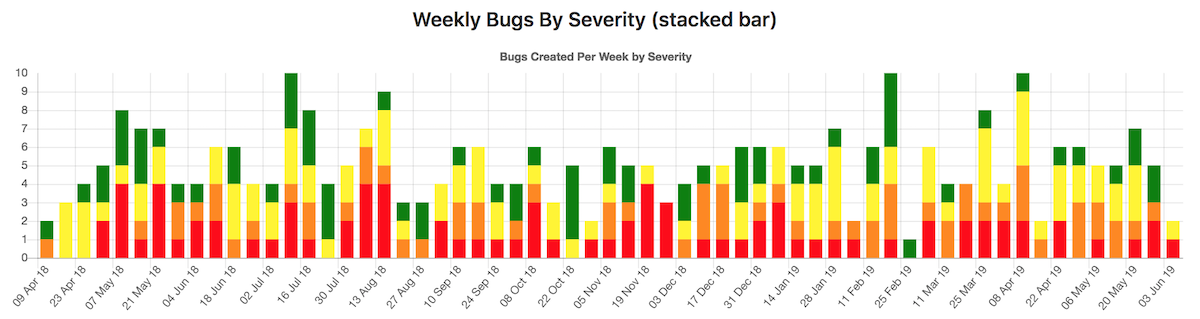 Weekly Bugs By Severity (stacked bar)
Bugs Created Per Week by Severity
10
9
8
7
6
5
4
3
2
1
0
09 Apr 18
23 Apr 18
07 May 18
21 May 18
04 Jun 18
18 Jun 18
02 Jul 18
16 Jul 18
30 Jul 18
13 Aug 18
27 Aug 18
10 Sep 18
24 Sep 18
08 Oct 18
22 Oct 18
05 Nov 18
19 Nov 18
03 Dec 18
17 Dec 18
31 Dec 18
14 Jan 19
28 Jan 19
11 Feb 19
25 Feb 19
11 Mar 19
25 Mar 19
08 Apr 19
22 Apr 19
06 May 19
20 May 19
03 Jun 19